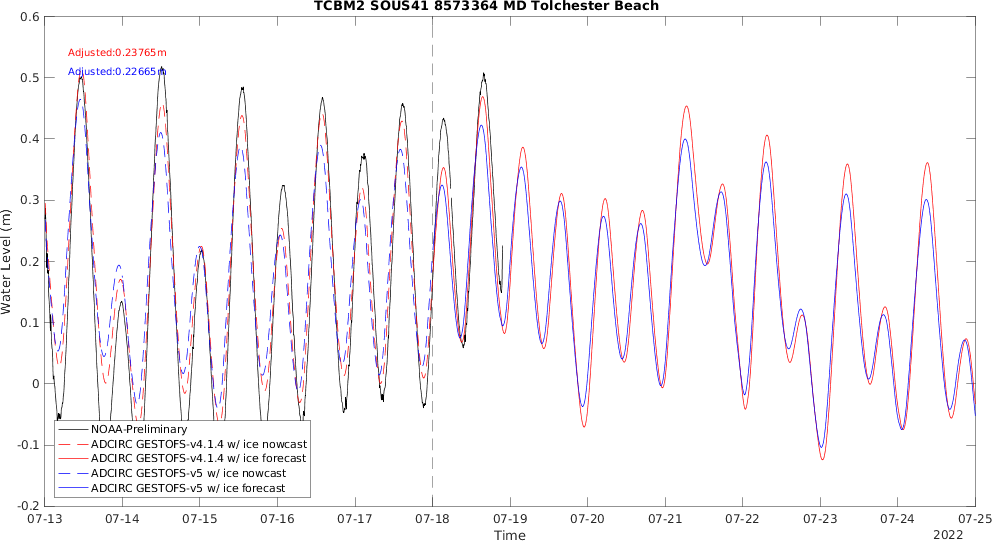 TCBM2 SOUS41 8573364 MD Tolchester Beach
0.6
0.5
0.4
0.3
0.2
0.1
0
-0.1
-0.2
Water Level (m)
Adjusted:0.23765m
Adjusted:0.22665m
NOAA-Preliminary
ADCIRC GESTOFS-v4.1.4 w/ ice nowcast
ADCIRC GESTOFS-v4.1.4 w/ ice forecast
ADCIRC GESTOFS-v5 w/ ice nowcast
ADCIRC GESTOFS-v5 w/ ice forecast
07-13 07-14 07-15 07-16 07-17 07-18 07-19 07-20 07-21 07-22 07-23 07-24 07-25
Time
2022